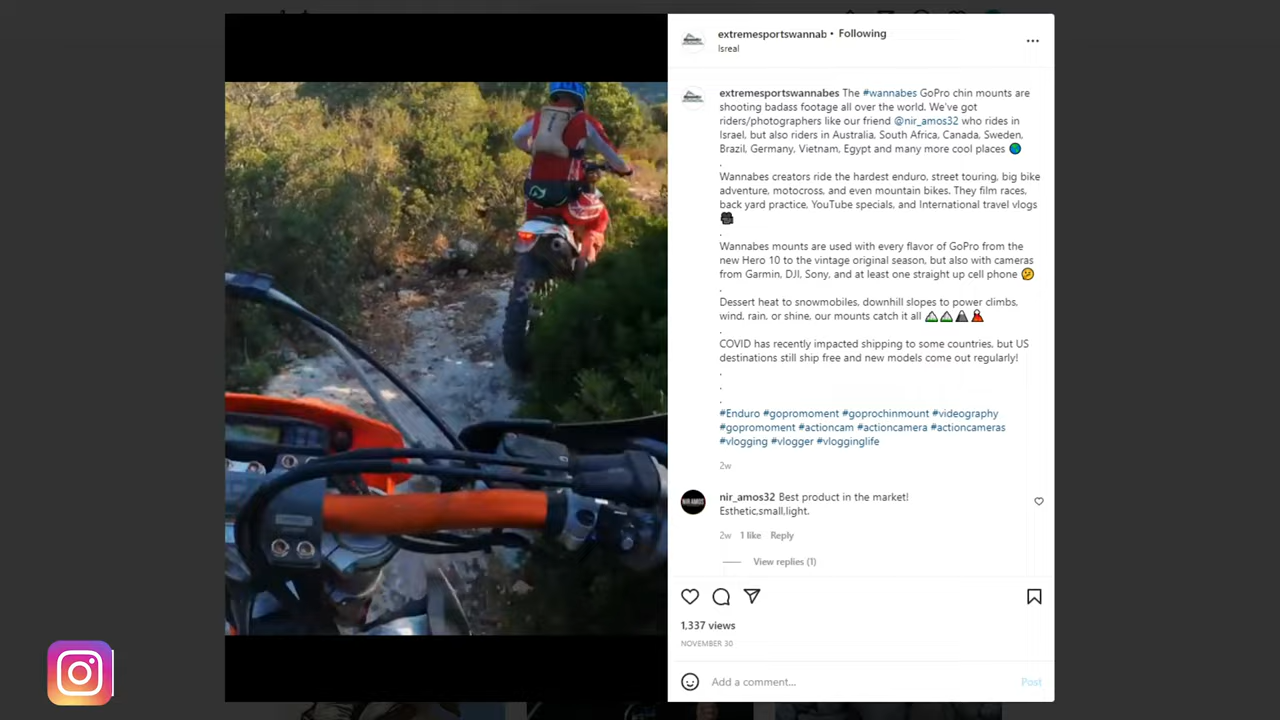 extremesportswannab • Following
Isreal
extremesportswannabes The #wannabes GoPro chin mounts are
shooting badass footage all over the world. We've got
riders/photographers like our friend @nir_amos32 who rides in
Israel, but also riders in Australia, South Africa, Canada, Sweden,
Brazil, Germany, Vietnam, Egypt and many more cool places 🌎
.
Wannabes creators ride the hardest enduro, street touring, big bike
adventure, motocross, and even mountain bikes. They film races,
back yard practice, YouTube specials, and International travel vlogs
🎥
.
Wannabes mounts are used with every flavor of GoPro from the
new Hero 10 to the vintage original season, but also with cameras
from Garmin, DJI, Sony, and at least one straight up cell phone 🤔
.
Dessert heat to snowmobiles, downhill slopes to power climbs,
wind, rain, or shine, our mounts catch it all 🏔🏔⛰🌋
.
COVID has recently impacted shipping to some countries, but US
destinations still ship free and new models come out regularly!
.
.
.
#Enduro #gopromoment #goprochinmount #videography
#gopromoment #actioncam #actioncamera #actioncameras
#vlogging #vlogger #vlogginglife
2w
nir_amos32 Best product in the market!
Esthetic,small,light.
2w 1 like Reply
View replies (1)
1,337 views
NOVEMBER 30
Add a comment...
Post